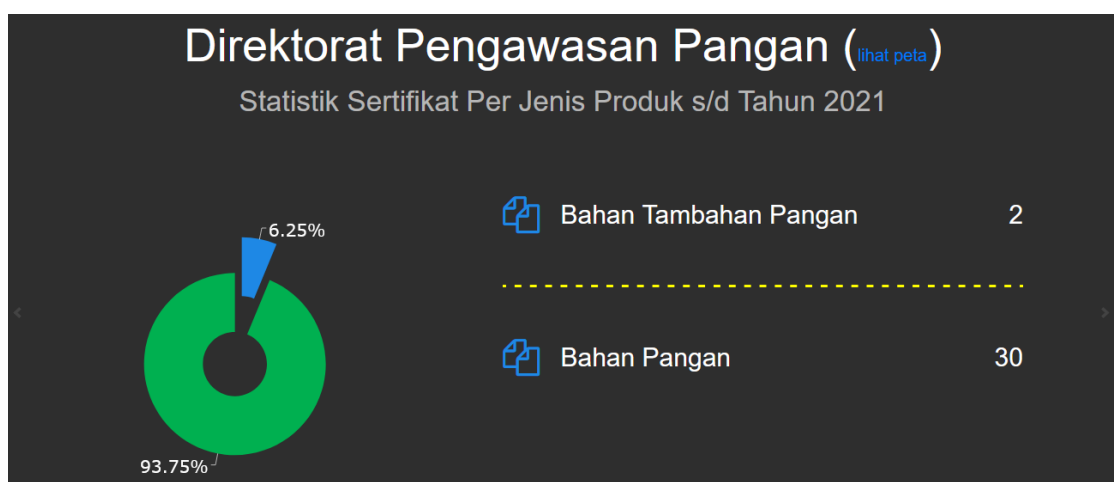 Direktorat Pengawasan Pangan (lihat peta)
Statistik Sertifikat Per Jenis Produk s/d Tahun 2021
6.25%
93.75%
Bahan Tambahan Pangan 2
Bahan Pangan 30